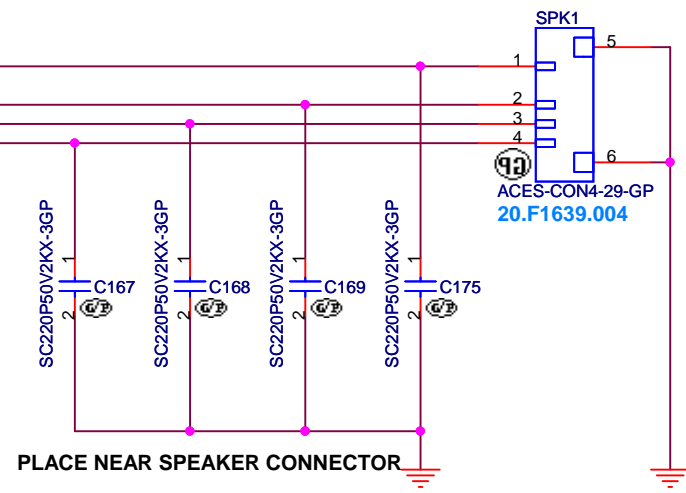 SPK1
5
1
2
3
4
6
GP
ACES-CON4-29-GP
20.F1639.004
SC220P50V2KX-3GP
1
C167
G/P
2
SC220P50V2KX-3GP
1
C168
G/P
2
SC220P50V2KX-3GP
1
C169
G/P
2
SC220P50V2KX-3GP
1
C175
G/P
2
PLACE NEAR SPEAKER CONNECTOR